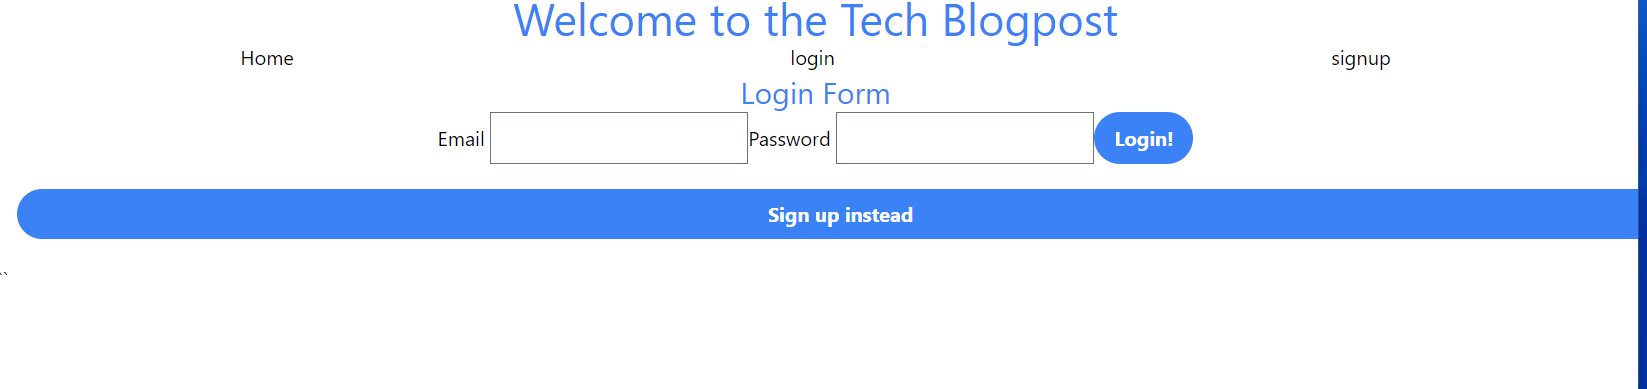 Welcome to the Tech Blogpost
Home login signup
Login Form
Email Password Login!
Sign up instead
``